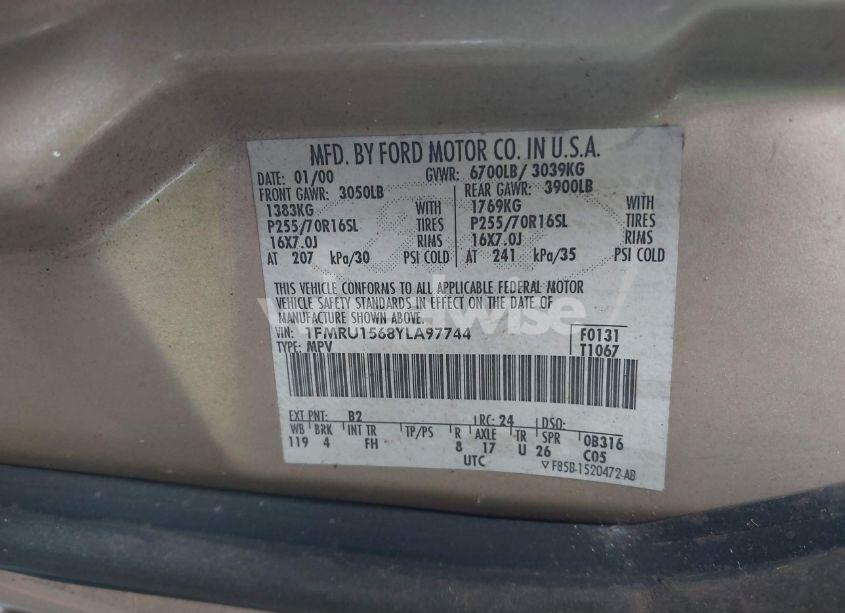 MFD. BY FORD MOTOR CO. IN U.S.A.
DATE: 01/00 GVWR: 6700LB/ 3039KG
FRONT GAWR: 3050LB REAR GAWR: 3900LB
1383KG WITH 1769KG WITH
P255/70R16SL TIRES P255/70R16SL TIRES
16X7.0J RIMS 16X7.0J RIMS
AT 207 kPa/30 PSI COLD AT 241 kPa/35 PSI COLD
THIS VEHICLE CONFORMS TO ALL APPLICABLE FEDERAL MOTOR
VEHICLE SAFETY STANDARDS IN EFFECT ON THE DATE OF
MANUFACTURE SHOWN ABOVE.
VIN: 1FMRU1568YLA97744 F0131
TYPE: MPV T1067
EXT PNT: B2 RC: 24 DSO:
WB BRK INT TR TP/PS R AXLE TR SPR 0B316
119 4 FH 8 17 U 26 C05
UTC F85B-1520472-AB